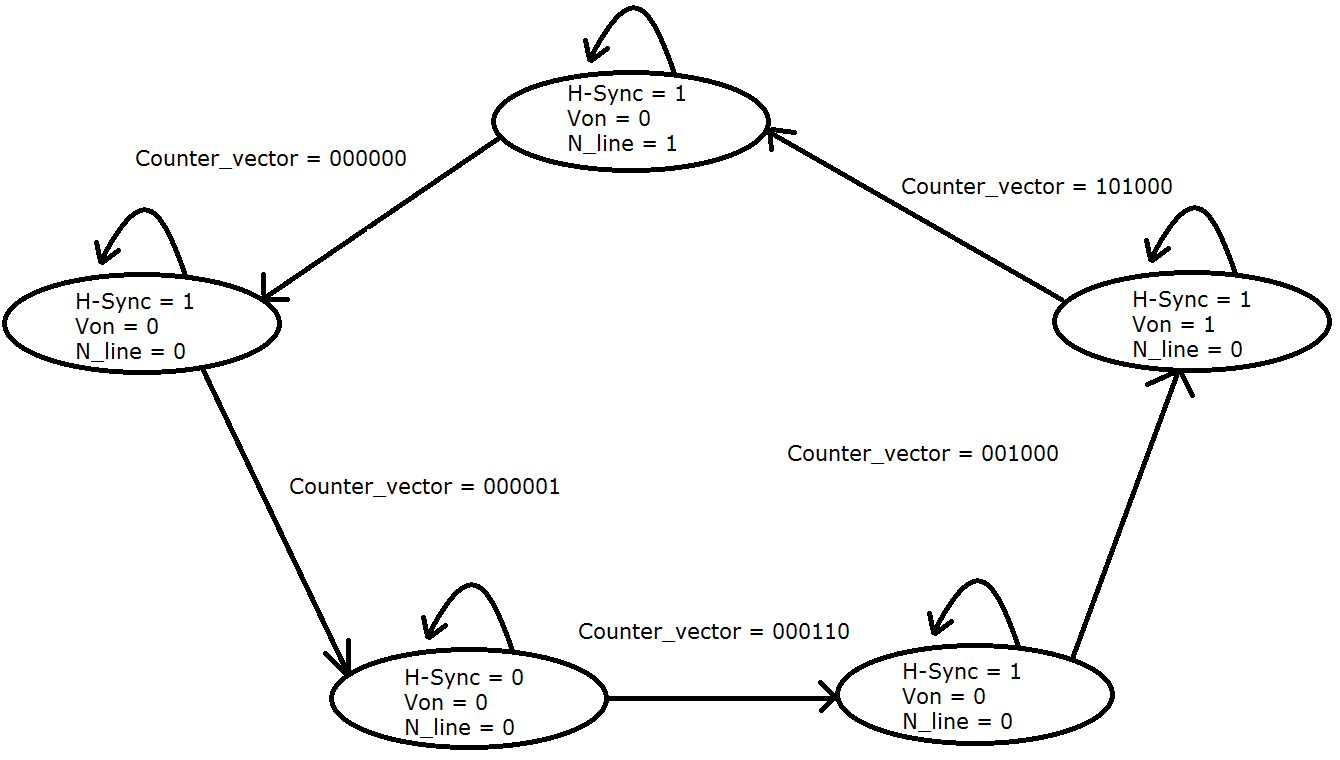 H-Sync = 1
Von = 0
N_line = 1
Counter_vector = 000000
Counter_vector = 101000
H-Sync = 1
Von = 0
N_line = 0
H-Sync = 1
Von = 1
N_line = 0
Counter_vector = 000001
Counter_vector = 001000
Counter_vector = 000110
H-Sync = 0
Von = 0
N_line = 0
H-Sync = 1
Von = 0
N_line = 0